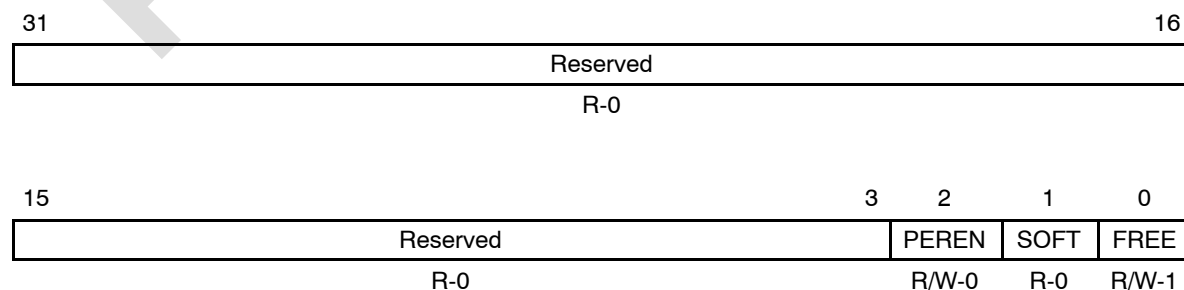 31 16
Reserved
R-0
15 3 2 1 0
Reserved PEREN SOFT FREE
R-0 R/W-0 R-0 R/W-1